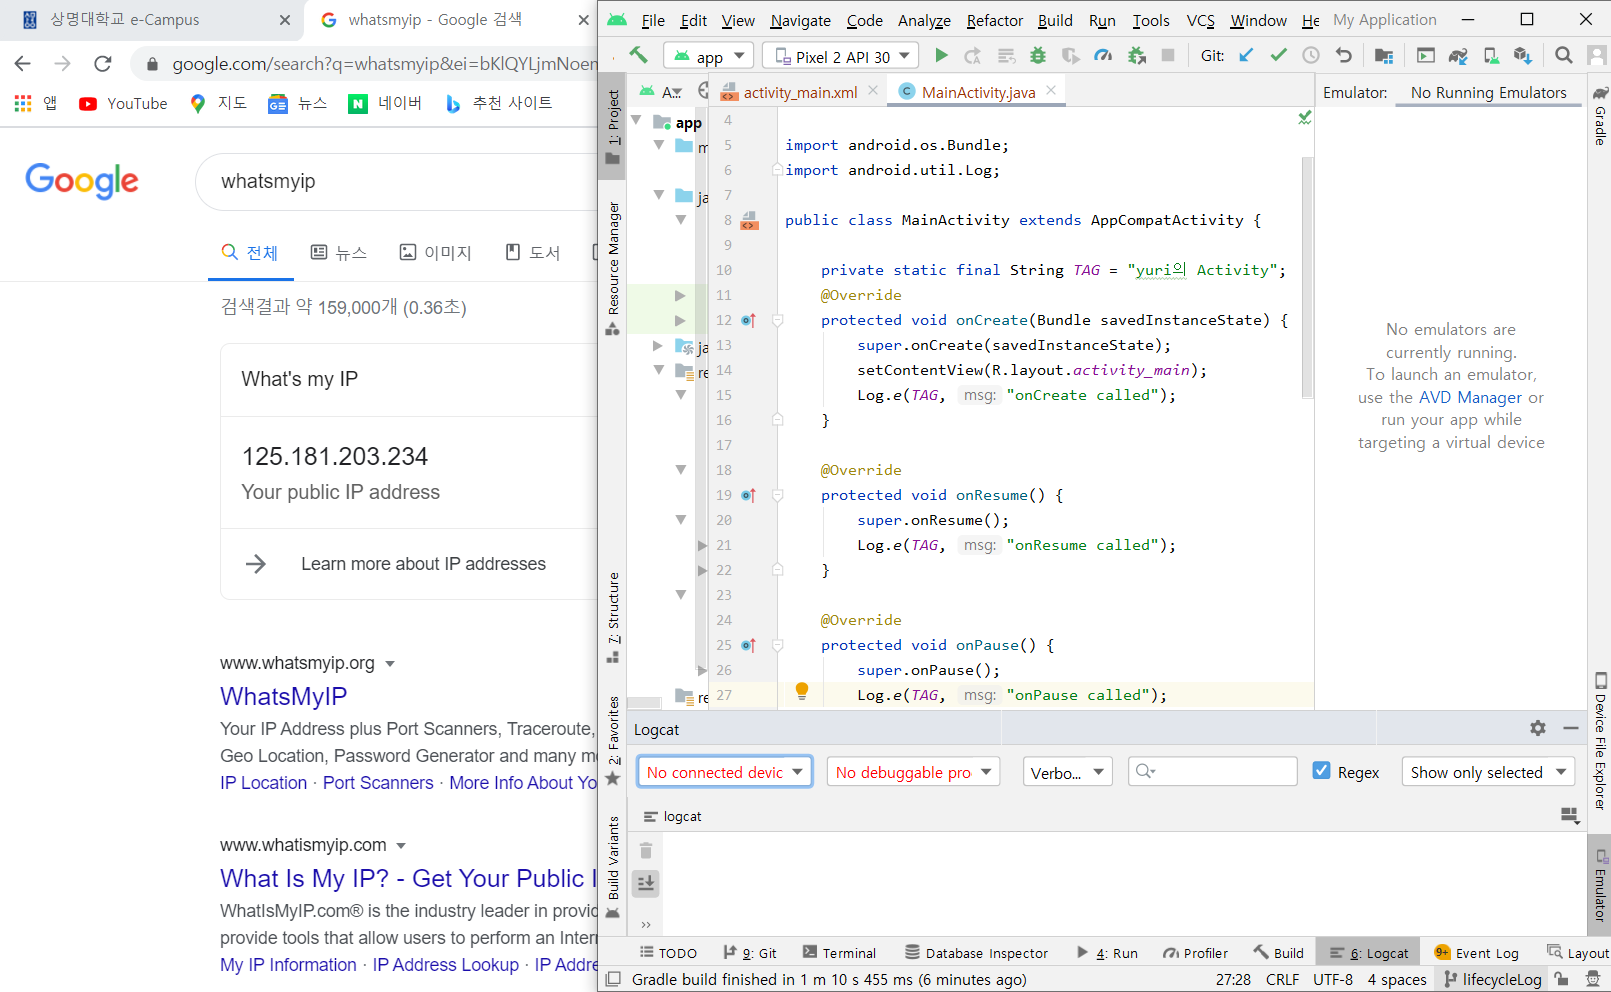 상명대학교 e-Campus
whatsmyip - Google 검색
google.com/search?q=whatsmyip&ei=bKlQYLjmNoen
앱
YouTube
지도
뉴스
네이버
추천 사이트
Google
whatsmyip
전체
뉴스
이미지
도서
검색결과 약 159,000개 (0.36초)
What's my IP
125.181.203.234
Your public IP address
Learn more about IP addresses
www.whatsmyip.org
WhatsMyIP
Your IP Address plus Port Scanners, Traceroute,
Geo Location, Password Generator and many mo
IP Location · Port Scanners · More Info About Yo
www.whatismyip.com
What Is My IP? - Get Your Public I
WhatIsMyIP.com® is the industry leader in provid
provide tools that allow users to perform an Inter
My IP Information · IP Address Lookup · IP Addre
File Edit View Navigate Code Analyze Refactor Build Run Tools VCS Window He My Application
app
Pixel 2 API 30
Git:
A...
activity_main.xml
MainActivity.java
Emulator:
No Running Emulators
1: Project
Resource Manager
7: Structure
2: Favorites
Build Variants
app
m
ja
ja
re
re
4
5 import android.os.Bundle;
6 import android.util.Log;
7
8 public class MainActivity extends AppCompatActivity {
9
10 private static final String TAG = "yuri의 Activity";
11 @Override
12 protected void onCreate(Bundle savedInstanceState) {
13 super.onCreate(savedInstanceState);
14 setContentView(R.layout.activity_main);
15 Log.e(TAG, msg: "onCreate called");
16 }
17
18 @Override
19 protected void onResume() {
20 super.onResume();
21 Log.e(TAG, msg: "onResume called");
22 }
23
24 @Override
25 protected void onPause() {
26 super.onPause();
27 Log.e(TAG, msg: "onPause called");
No emulators are
currently running.
To launch an emulator,
use the AVD Manager or
run your app while
targeting a virtual device
Gradle
Device File Explorer
Emulator
Logcat
No connected devic
No debuggable pro
Verbo...
Regex
Show only selected
logcat
TODO
9: Git
Terminal
Database Inspector
4: Run
Profiler
Build
6: Logcat
9+ Event Log
Layout
Gradle build finished in 1 m 10 s 455 ms (6 minutes ago)
27:28 CRLF UTF-8 4 spaces lifecycleLog